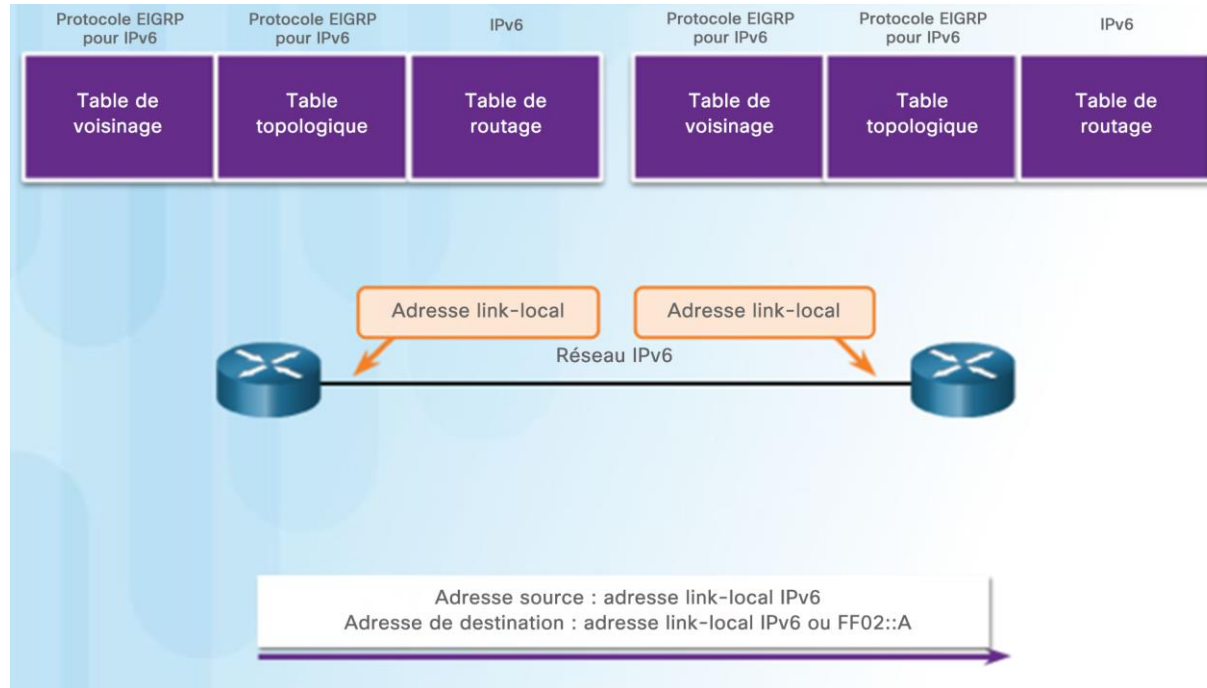 Protocole EIGRP
pour IPv6
Protocole EIGRP
pour IPv6
IPv6
Protocole EIGRP
pour IPv6
Protocole EIGRP
pour IPv6
IPv6
Table de
voisinage
Table
topologique
Table de
routage
Table de
voisinage
Table
topologique
Table de
routage
Adresse link-local
Adresse link-local
Réseau IPv6
Adresse source : adresse link-local IPv6
Adresse de destination : adresse link-local IPv6 ou FF02::A